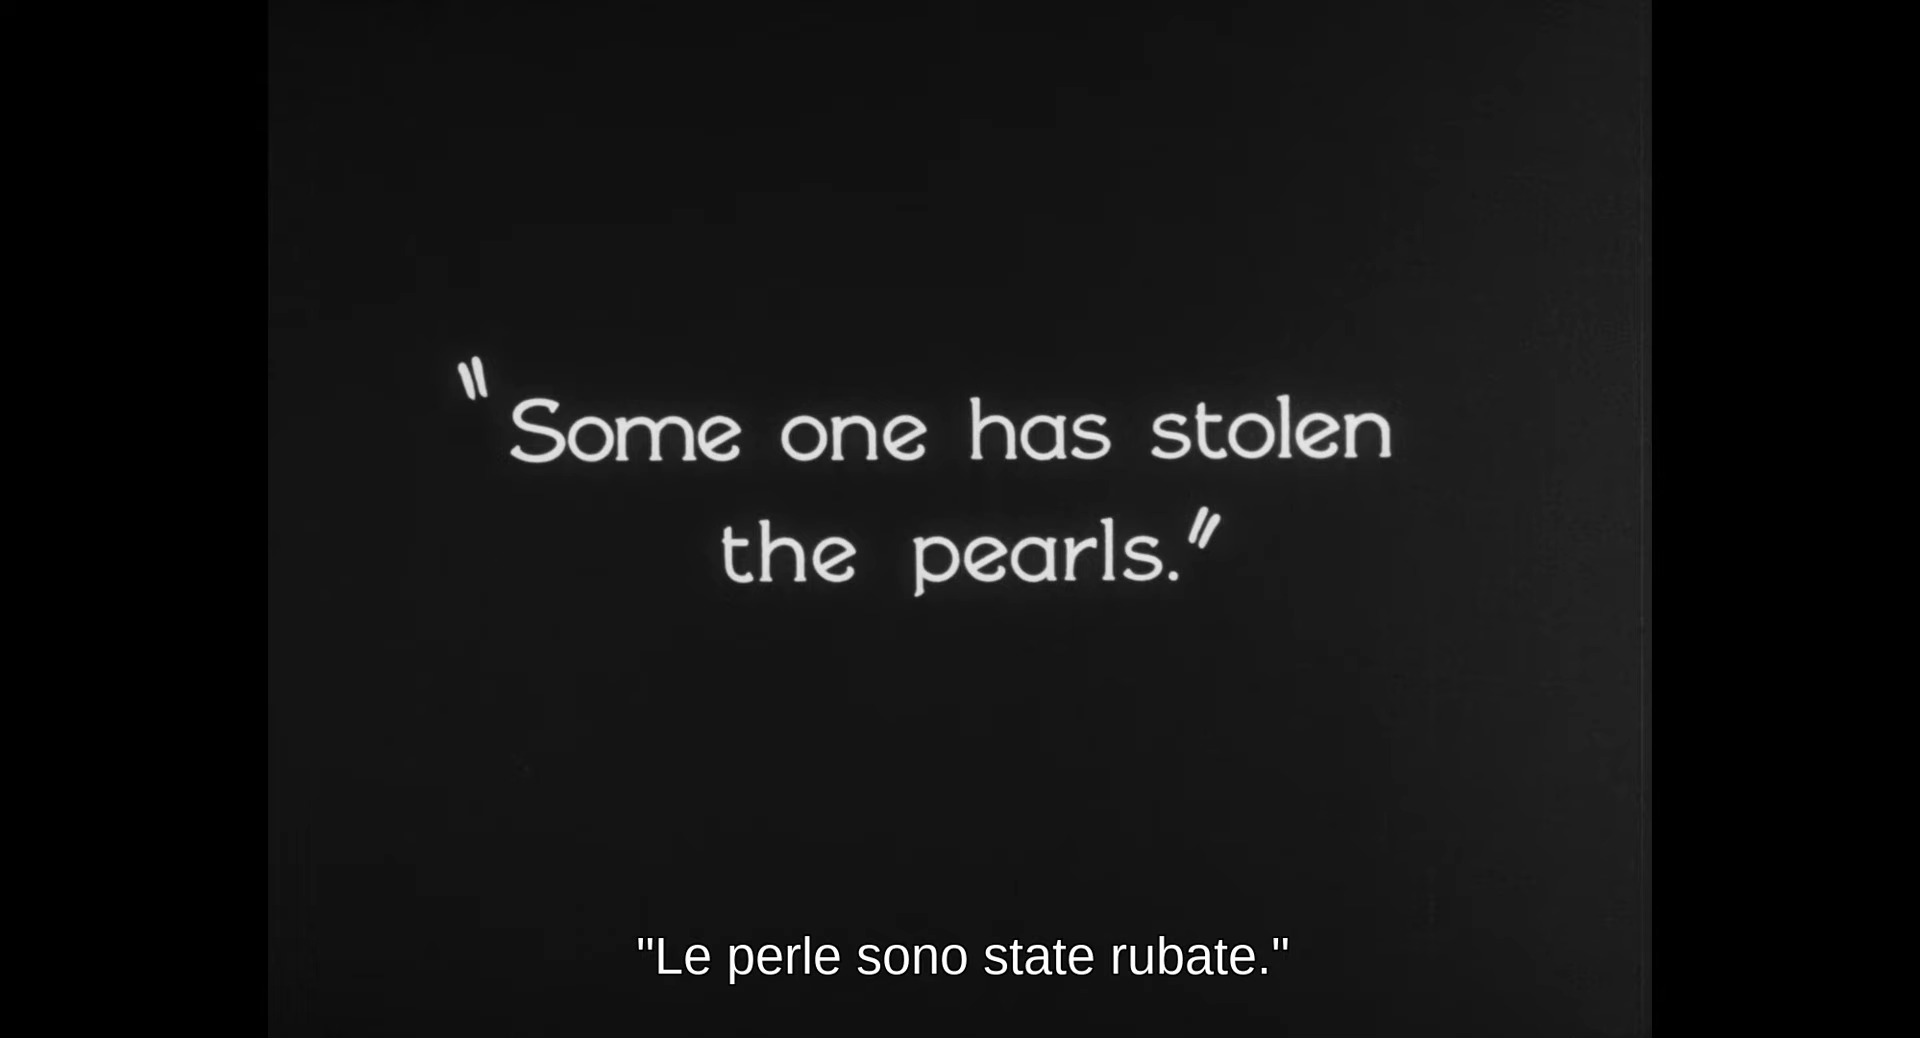 "Some one has stolen
the pearls."
"Le perle sono state rubate."